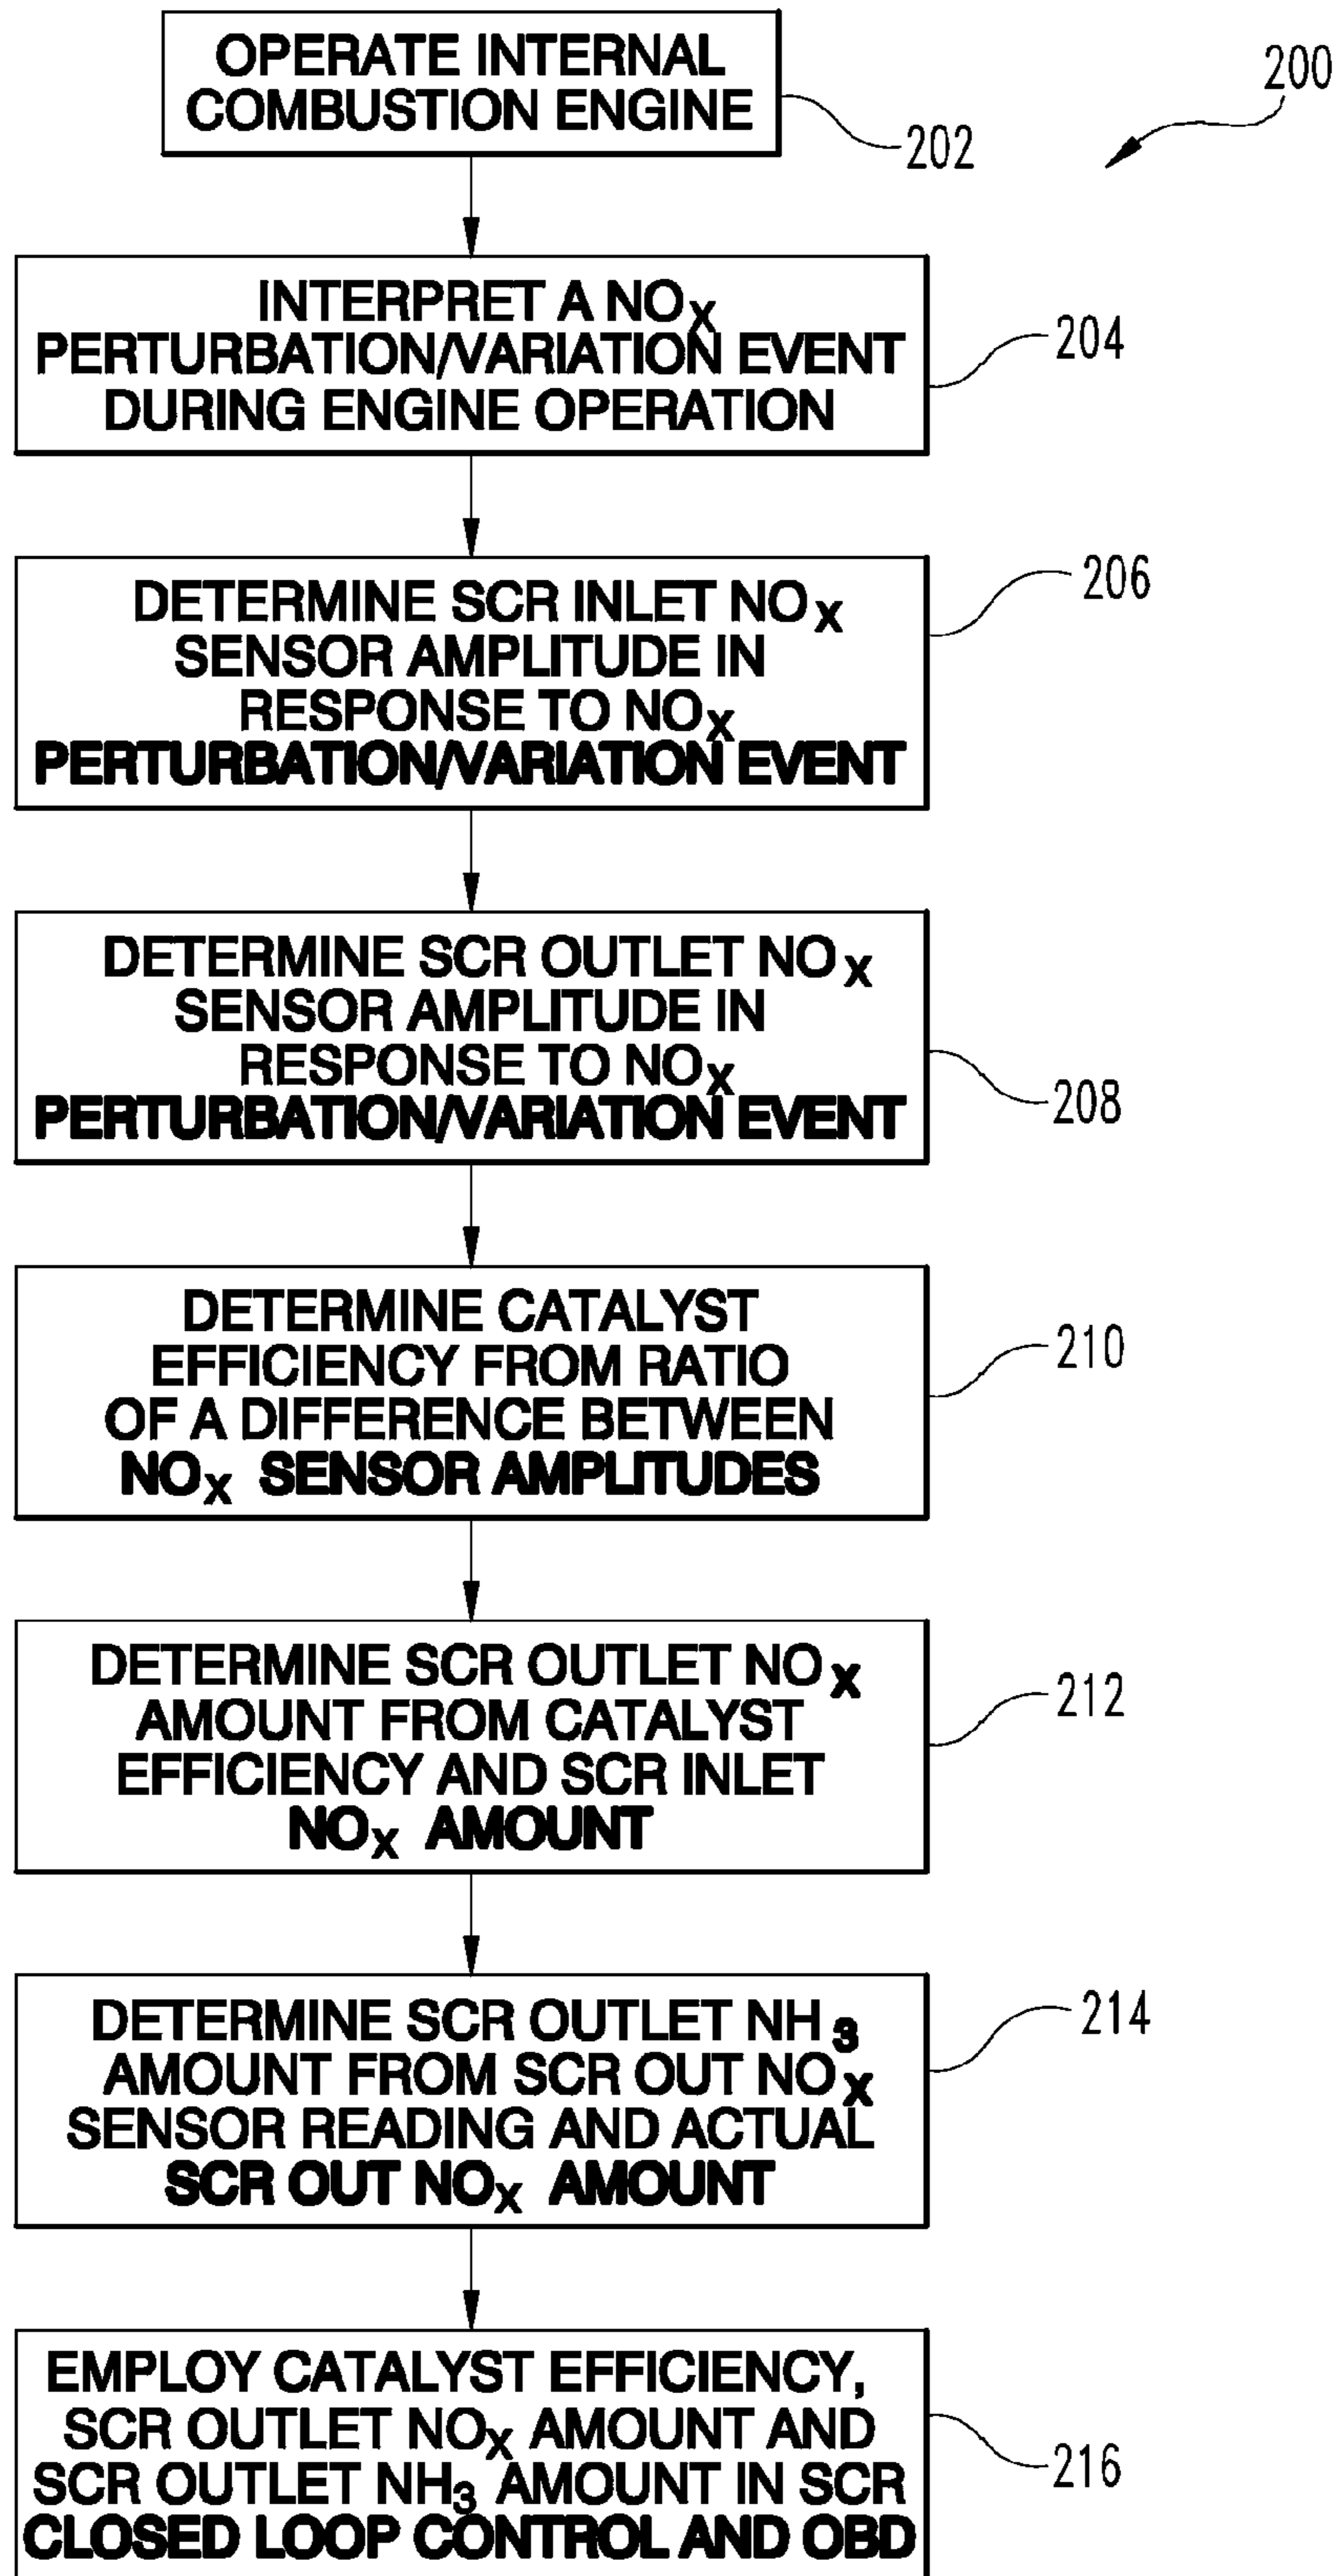 OPERATE INTERNAL
COMBUSTION ENGINE
200
202
INTERPRET A NOX
PERTURBATION/VARIATION EVENT
DURING ENGINE OPERATION
204
DETERMINE SCR INLET NOX
SENSOR AMPLITUDE IN
RESPONSE TO NOX
PERTURBATION/VARIATION EVENT
206
DETERMINE SCR OUTLET NOX
SENSOR AMPLITUDE IN
RESPONSE TO NOX
PERTURBATION/VARIATION EVENT
208
DETERMINE CATALYST
EFFICIENCY FROM RATIO
OF A DIFFERENCE BETWEEN
NOX SENSOR AMPLITUDES
210
DETERMINE SCR OUTLET NOX
AMOUNT FROM CATALYST
EFFICIENCY AND SCR INLET
NOX AMOUNT
212
DETERMINE SCR OUTLET NH3
AMOUNT FROM SCR OUT NOX
SENSOR READING AND ACTUAL
SCR OUT NOX AMOUNT
214
EMPLOY CATALYST EFFICIENCY,
SCR OUTLET NOX AMOUNT AND
SCR OUTLET NH3 AMOUNT IN SCR
CLOSED LOOP CONTROL AND OBD
216